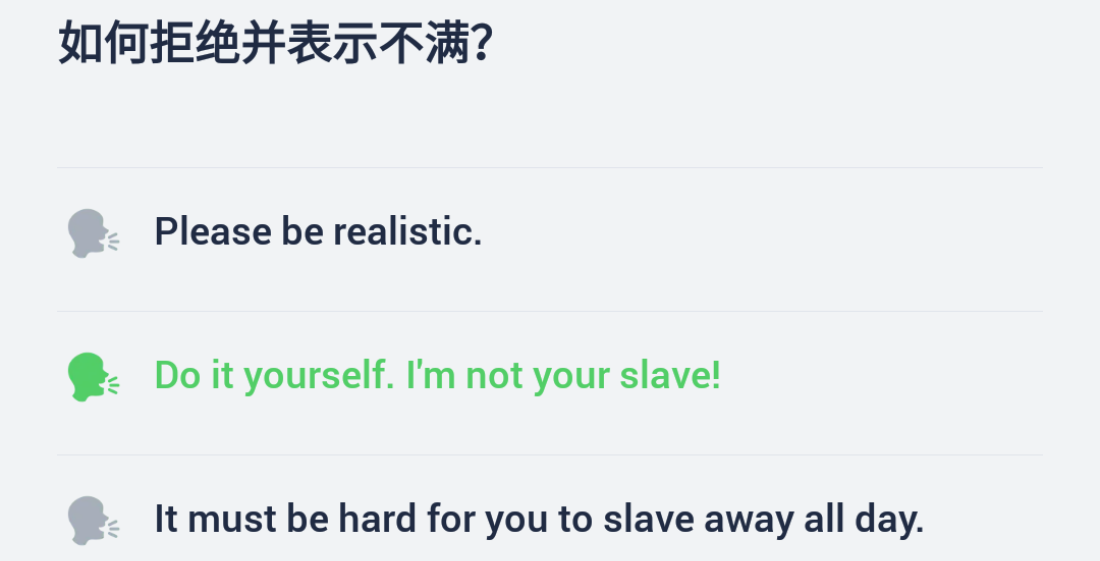 如何拒绝并表示不满？
Please be realistic.
Do it yourself. I'm not your slave!
It must be hard for you to slave away all day.